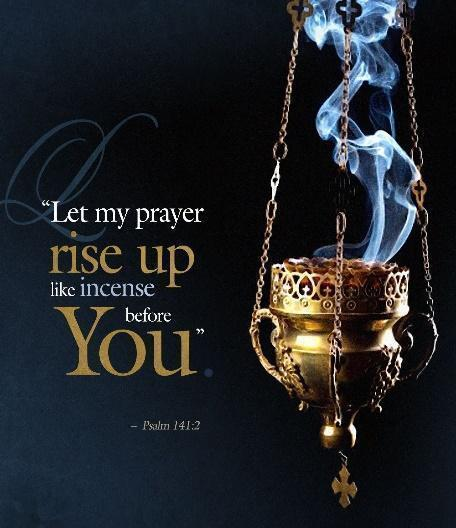 “Let my prayer
rise up
like incense
before
You”.
– Psalm 141:2